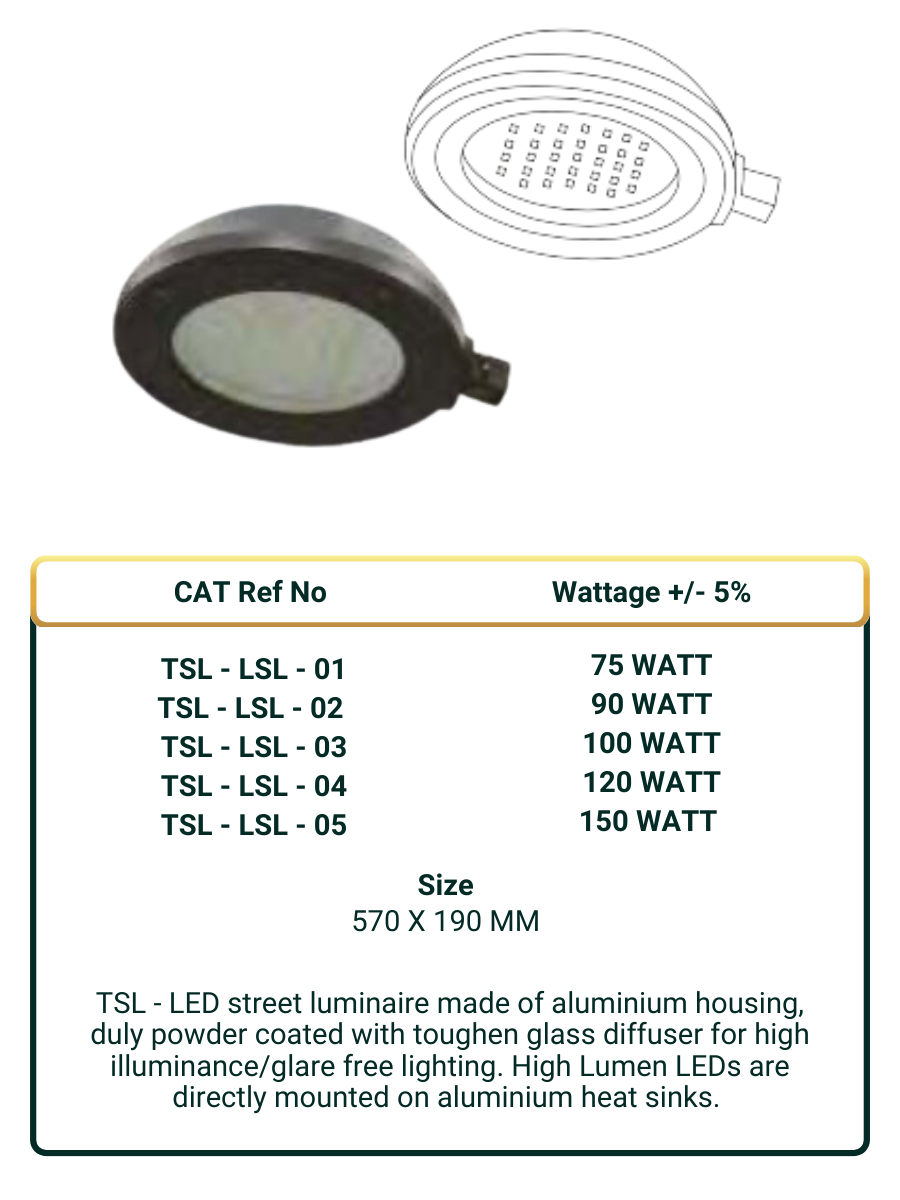 CAT Ref No Wattage +/- 5%
TSL - LSL - 01 75 WATT
TSL - LSL - 02 90 WATT
TSL - LSL - 03 100 WATT
TSL - LSL - 04 120 WATT
TSL - LSL - 05 150 WATT
Size
570 X 190 MM
TSL - LED street luminaire made of aluminium housing,
duly powder coated with toughen glass diffuser for high
illuminance/glare free lighting. High Lumen LEDs are
directly mounted on aluminium heat sinks.